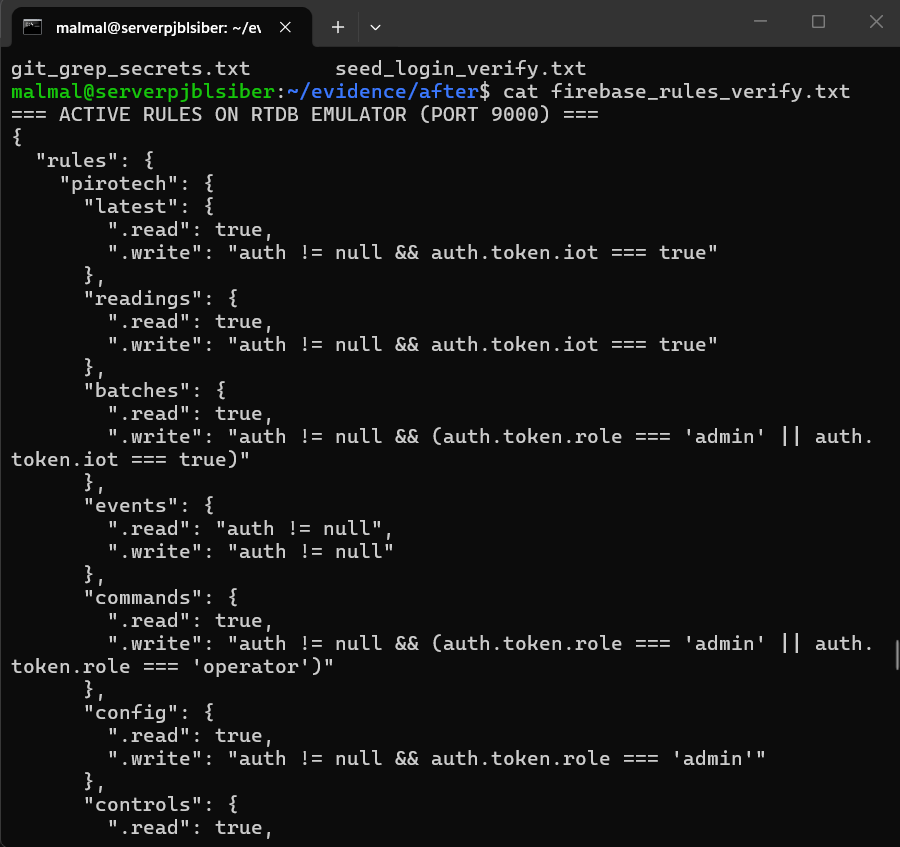 malmal@serverpjblsiber: ~/ev
git_grep_secrets.txt       seed_login_verify.txt
malmal@serverpjblsiber:~/evidence/after$ cat firebase_rules_verify.txt
=== ACTIVE RULES ON RTDB EMULATOR (PORT 9000) ===
{
  "rules": {
    "pirotech": {
      "latest": {
        ".read": true,
        ".write": "auth != null && auth.token.iot === true"
      },
      "readings": {
        ".read": true,
        ".write": "auth != null && auth.token.iot === true"
      },
      "batches": {
        ".read": true,
        ".write": "auth != null && (auth.token.role === 'admin' || auth.
token.iot === true)"
      },
      "events": {
        ".read": "auth != null",
        ".write": "auth != null"
      },
      "commands": {
        ".read": true,
        ".write": "auth != null && (auth.token.role === 'admin' || auth.
token.role === 'operator')"
      },
      "config": {
        ".read": true,
        ".write": "auth != null && auth.token.role === 'admin'"
      },
      "controls": {
        ".read": true,